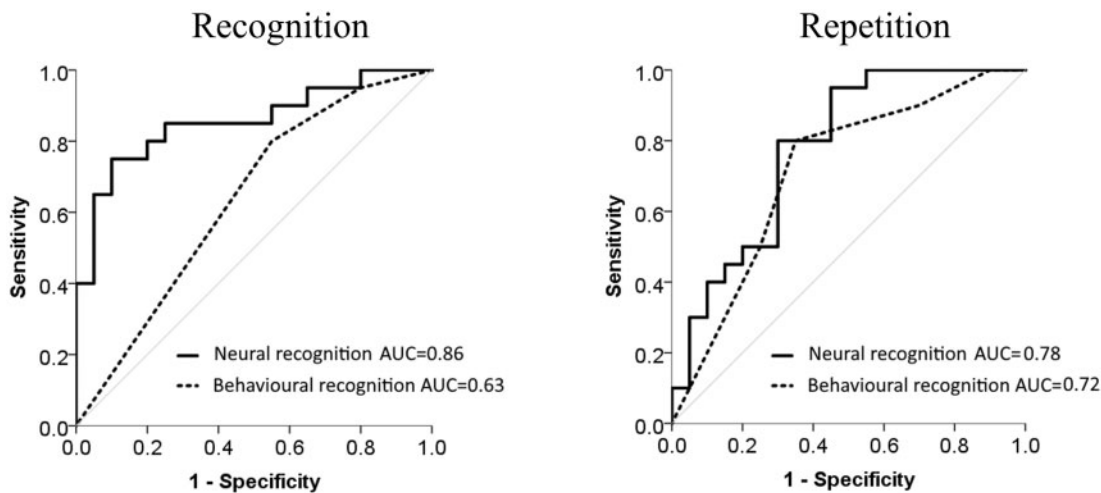 Recognition
1.0
0.8
0.6
0.4
0.2
0.0
Sensitivity
0.0 0.2 0.4 0.6 0.8 1.0
1 - Specificity
Neural recognition AUC=0.86
Behavioural recognition AUC=0.63
Repetition
1.0
0.8
0.6
0.4
0.2
0.0
Sensitivity
0.0 0.2 0.4 0.6 0.8 1.0
1 - Specificity
Neural recognition AUC=0.78
Behavioural recognition AUC=0.72